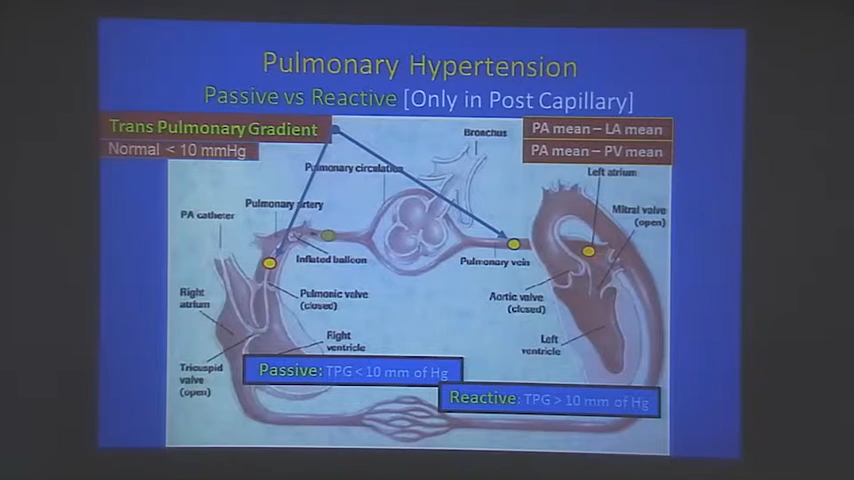 Pulmonary Hypertension
Passive vs Reactive [Only in Post Capillary]
Trans Pulmonary Gradient
Normal < 10 mmHg
PA mean – LA mean
PA mean – PV mean
Bronchus
Pulmonary circulation
Left atrium
Pulmonary artery
Mitral valve
(open)
PA catheter
Inflated balloon
Pulmonary vein
Right
atrium
Pulmonic valve
(closed)
Aortic valve
(closed)
Right
ventricle
Left
ventricle
Tricuspid
valve
(open)
Passive: TPG < 10 mm of Hg
Reactive: TPG > 10 mm of Hg